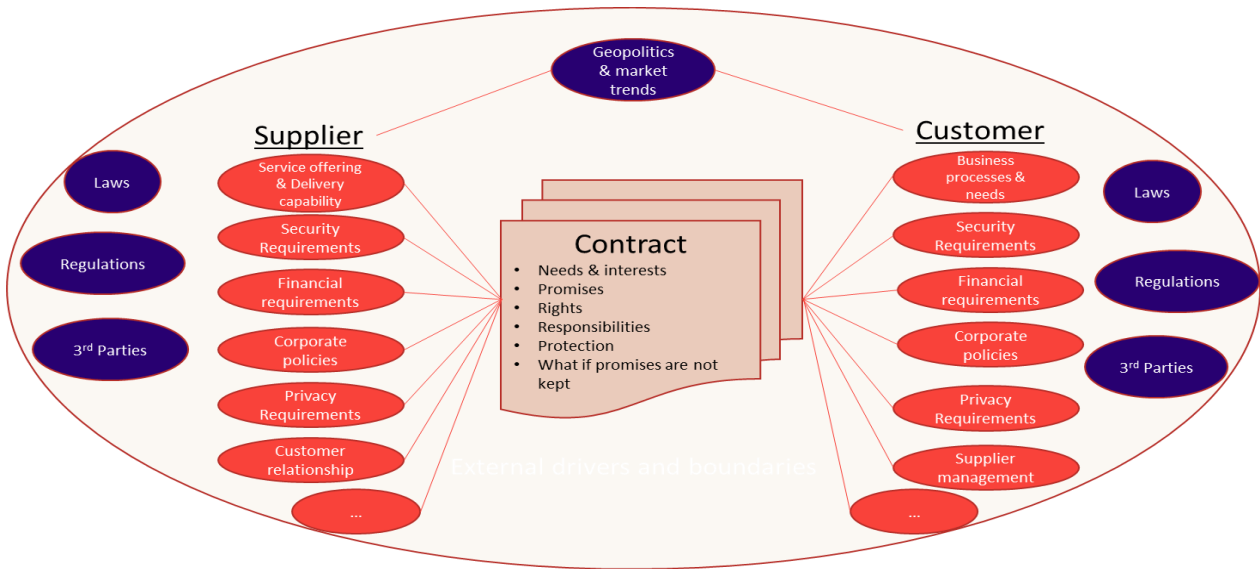 Geopolitics
& market
trends
Supplier
Customer
Laws
Regulations
3rd Parties
Service offering
& Delivery
capability
Security
Requirements
Financial
requirements
Corporate
policies
Privacy
Requirements
Customer
relationship
...
Contract
• Needs & interests
• Promises
• Rights
• Responsibilities
• Protection
• What if promises are not
kept
Business
processes &
needs
Security
Requirements
Financial
requirements
Corporate
policies
Privacy
Requirements
Supplier
management
...
Laws
Regulations
3rd Parties
External drivers and boundaries